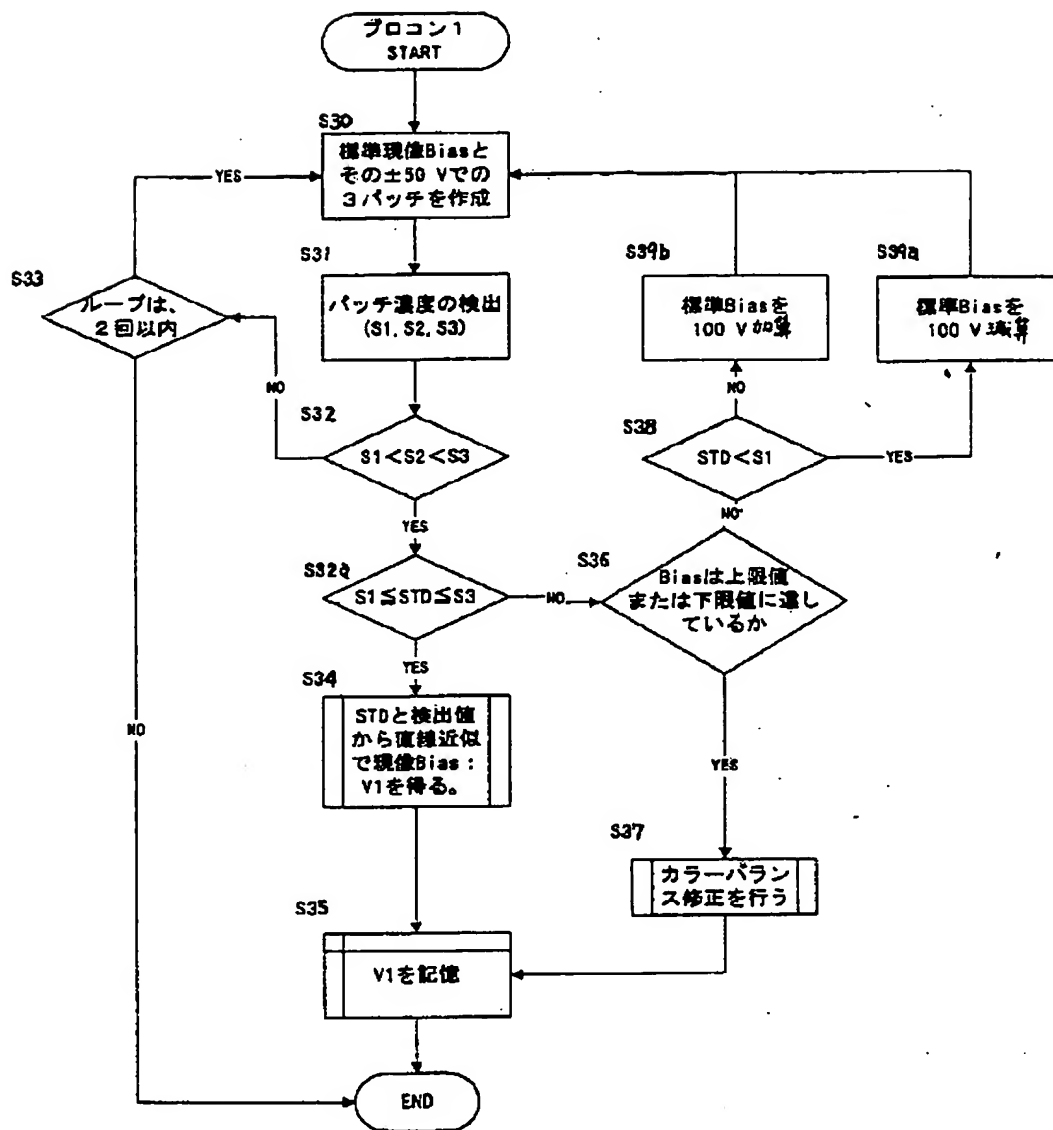 プロコン1
START
S30
標準現像Biasと
その±50 Vでの
3パッチを作成
YES
S31
パッチ濃度の検出
(S1, S2, S3)
S33
ループは、
2回以内
NO
NO
S32
S1<S2<S3
YES
S32a
S1≦STD≦S3
NO
YES
S34
STDと検出値
から直線近似
で現像Bias:
V1を得る。
S35
V1を記憶
END
S36
Biasは上限値
または下限値に達し
ているか
NO
YES
S37
カラーバラン
ス修正を行う
S38
STD<S1
NO
YES
S39b
標準Biasを
100 V加算
S39a
標準Biasを
100 V減算